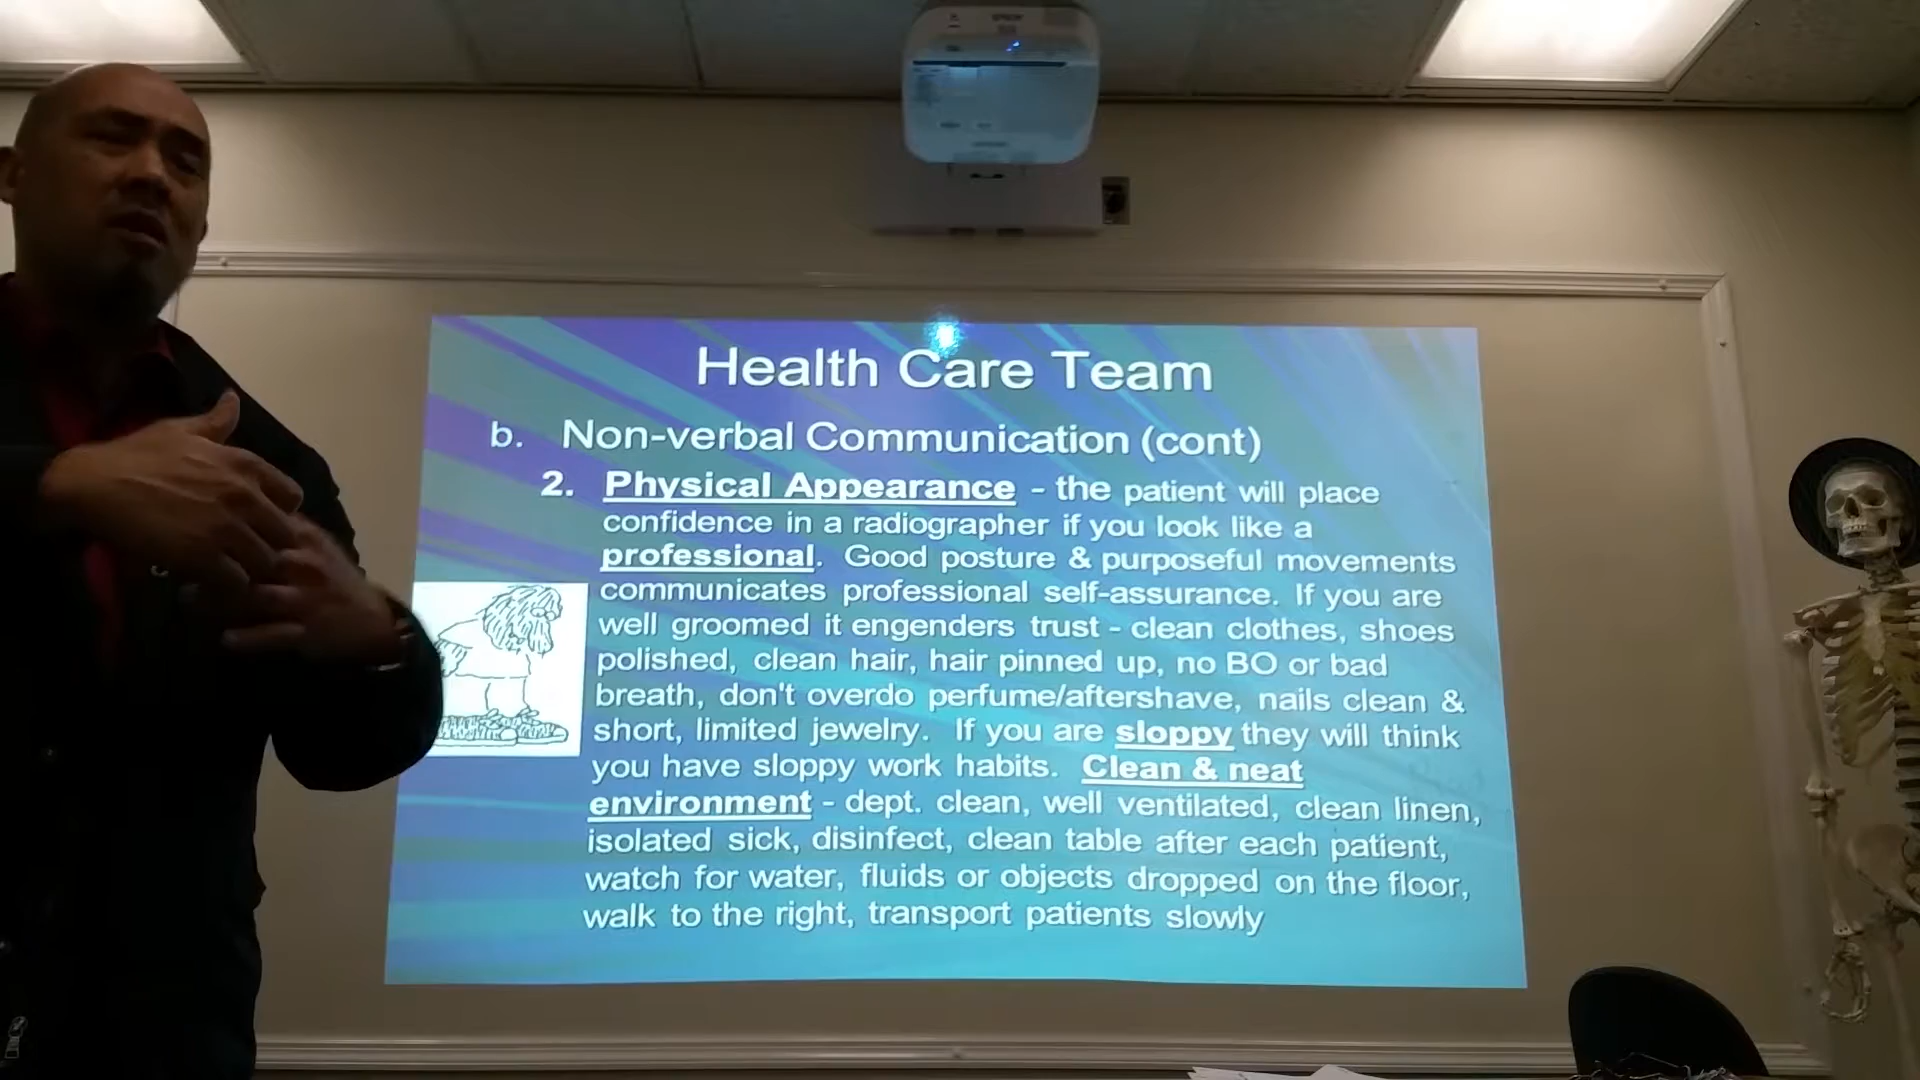 EPSON
Health Care Team
b. Non-verbal Communication (cont)
2. Physical Appearance - the patient will place
confidence in a radiographer if you look like a
professional. Good posture & purposeful movements
communicates professional self-assurance. If you are
well groomed it engenders trust - clean clothes, shoes
polished, clean hair, hair pinned up, no BO or bad
breath, don't overdo perfume/aftershave, nails clean &
short, limited jewelry. If you are sloppy they will think
you have sloppy work habits. Clean & neat
environment - dept. clean, well ventilated, clean linen,
isolated sick, disinfect, clean table after each patient,
watch for water, fluids or objects dropped on the floor,
walk to the right, transport patients slowly